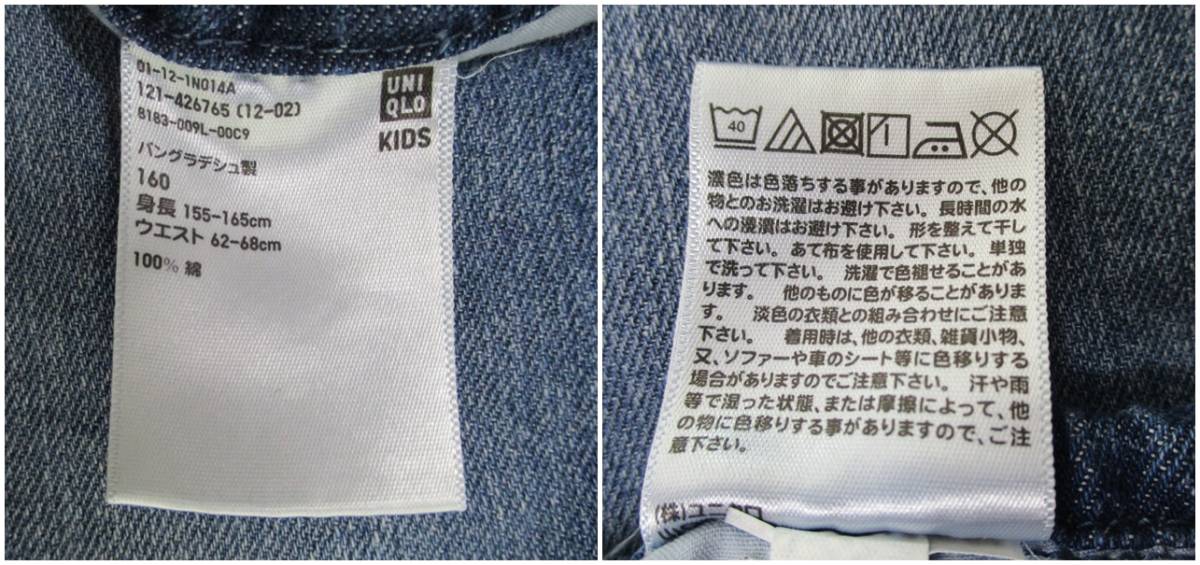 01-12-1N014A
121-426765 (12-02)
8183-009L-00C9
UNI
QLO
KIDS
バングラデシュ製
160
身長 155-165cm
ウエスト 62-68cm
100% 綿
40
濃色は色落ちする事がありますので、他の
物とのお洗濯はお避け下さい。長時間の水
への浸漬はお避け下さい。 形を整えて干し
て下さい。あて布を使用して下さい。 単独
で洗って下さい。 洗濯で色褪せることがあ
ります。 他のものに色が移ることがありま
す。 淡色の衣類との組み合わせにご注意
下さい。 着用時は、他の衣類、雑貨小物、
又、ソファーや車のシート等に色移りする
場合がありますのでご注意下さい。 汗や雨
等で湿った状態、または摩擦によって、他
の物に色移りする事がありますので、ご注
意下さい。
(株)ユニクロ